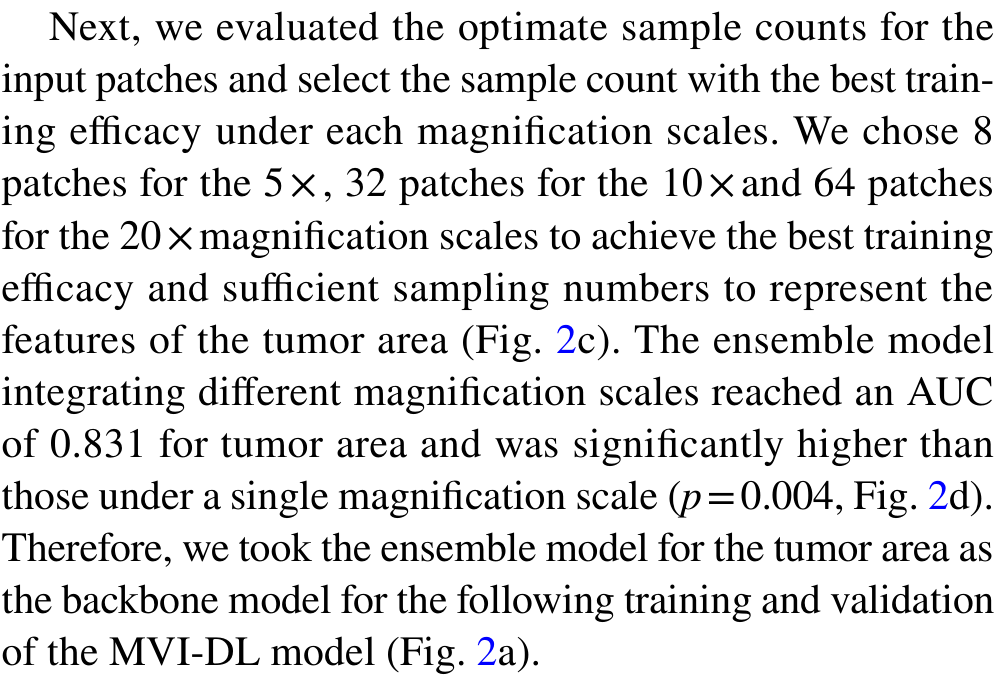 Next, we evaluated the optimate sample counts for the
input patches and select the sample count with the best train-
ing efficacy under each magnification scales. We chose 8
patches for the 5 ×, 32 patches for the 10 × and 64 patches
for the 20 × magnification scales to achieve the best training
efficacy and sufficient sampling numbers to represent the
features of the tumor area (Fig. 2c). The ensemble model
integrating different magnification scales reached an AUC
of 0.831 for tumor area and was significantly higher than
those under a single magnification scale (p = 0.004, Fig. 2d).
Therefore, we took the ensemble model for the tumor area as
the backbone model for the following training and validation
of the MVI-DL model (Fig. 2a).